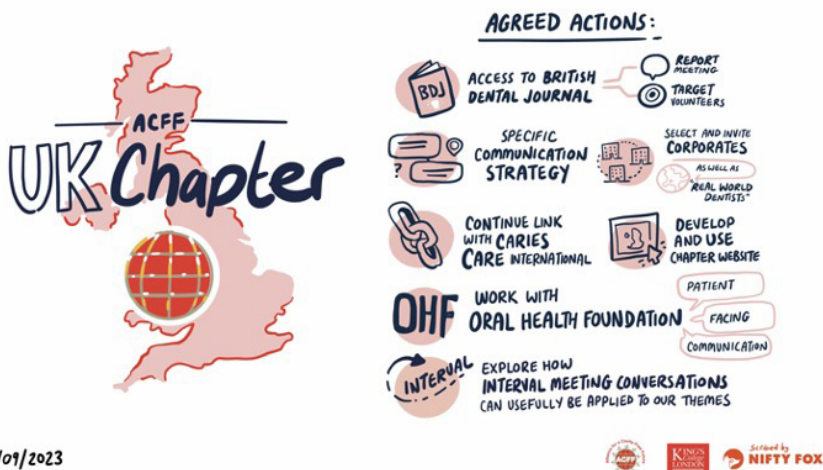 ACFF
UK Chapter
AGREED ACTIONS:
BDJ
ACCESS TO BRITISH
DENTAL JOURNAL
REPORT
MEETING
TARGET
VOLUNTEERS
?
SPECIFIC
COMMUNICATION
STRATEGY
SELECT AND INVITE
CORPORATES
AS WELL AS
"REAL WORLD
DENTISTS"
CONTINUE LINK
WITH CARIES
CARE INTERNATIONAL
DEVELOP
AND USE
CHAPTER WEBSITE
OHF
WORK WITH
ORAL HEALTH FOUNDATION
PATIENT
FACING
COMMUNICATION
INTERVAL
EXPLORE HOW
INTERVAL MEETING CONVERSATIONS
CAN USEFULLY BE APPLIED TO OUR THEMES
/09/2023
ACFF
KING'S
College
LONDON
Scribed by
NIFTY FOX